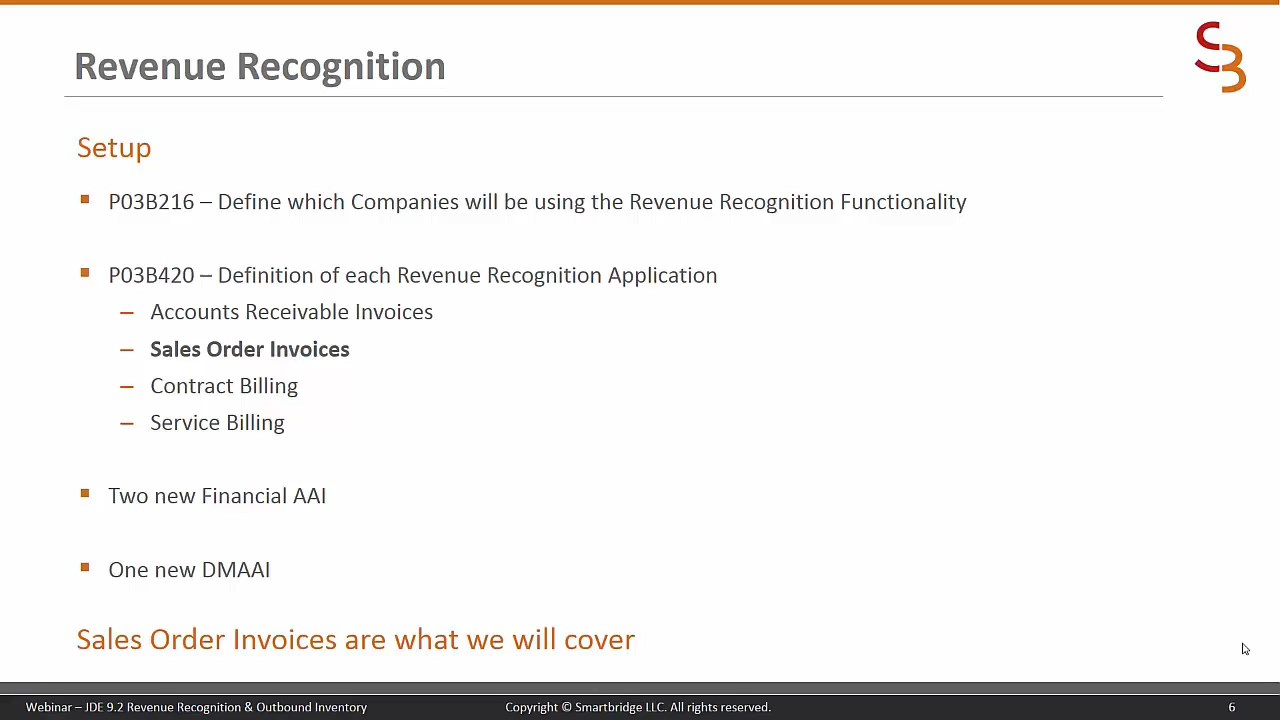 Revenue Recognition
SB
Setup
P03B216 – Define which Companies will be using the Revenue Recognition Functionality
P03B420 – Definition of each Revenue Recognition Application
– Accounts Receivable Invoices
– Sales Order Invoices
– Contract Billing
– Service Billing
Two new Financial AAI
One new DMAAI
Sales Order Invoices are what we will cover
Webinar – JDE 9.2 Revenue Recognition & Outbound Inventory
Copyright © Smartbridge LLC. All rights reserved.
6